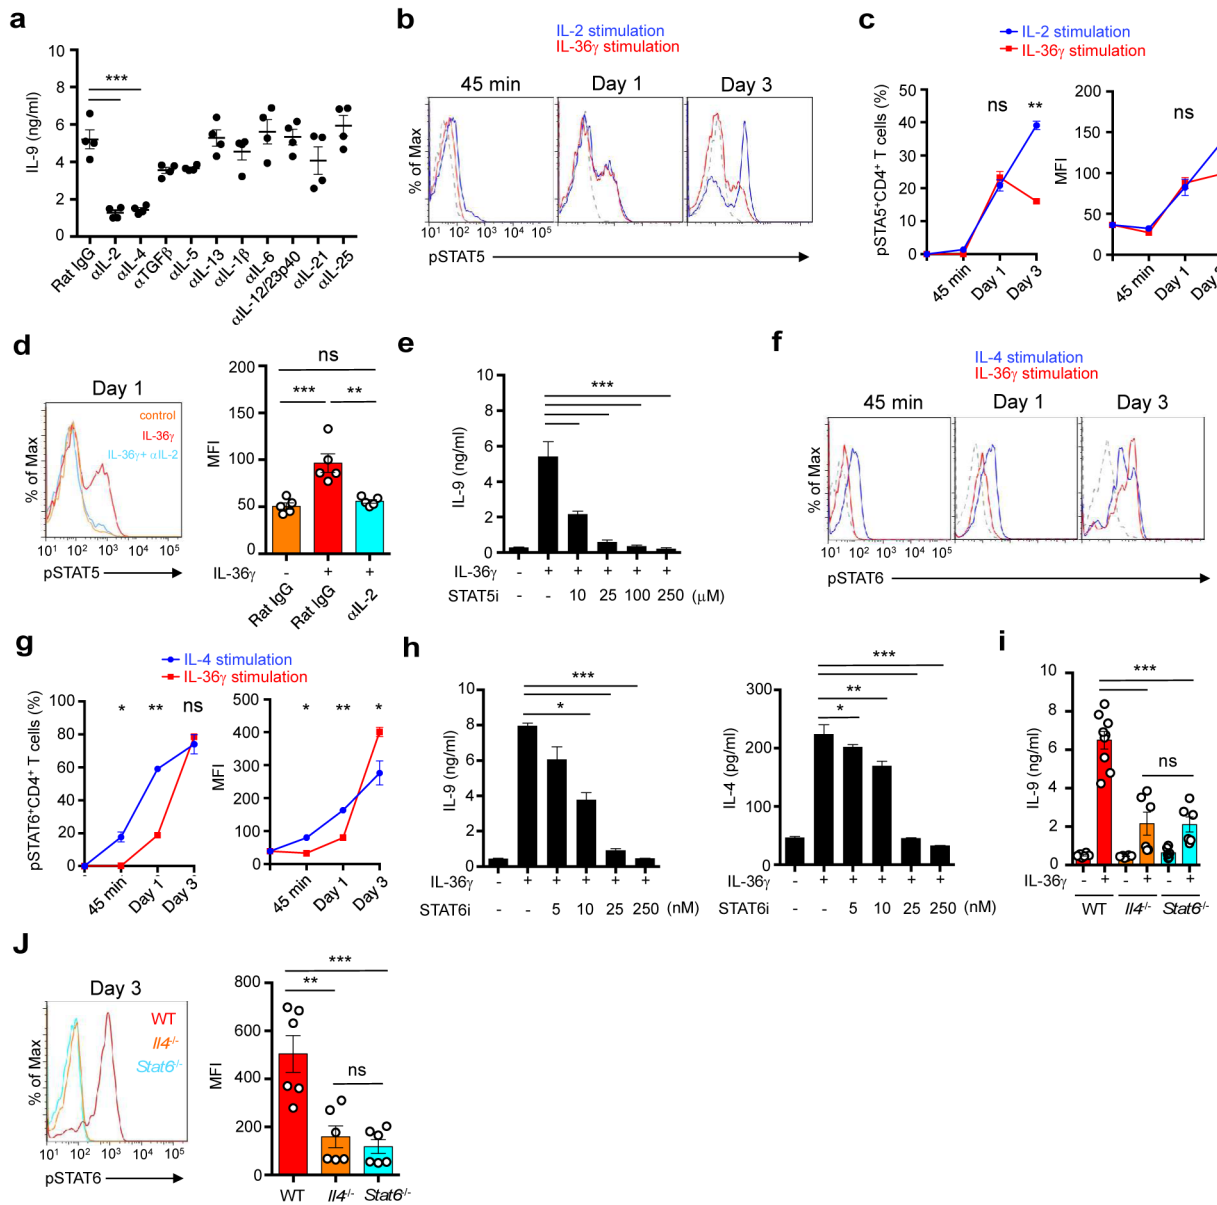 a
IL-9 (ng/ml)
10
8
6
4
2
0
***
Rat IgG
αIL-2
αIL-4
αTGFβ
αIL-5
αIL-13
αIL-1β
αIL-6
αIL-12/23p40
αIL-21
αIL-25
b
IL-2 stimulation
IL-36γ stimulation
45 min
Day 1
Day 3
% of Max
10¹ 10² 10³ 10⁴ 10⁵
pSTAT5
c
IL-2 stimulation
IL-36γ stimulation
pSTA5⁺CD4⁺ T cells (%)
50
40
30
20
10
0
ns
**
-
45 min
Day 1
Day 3
MFI
200
150
100
50
0
ns
-
45 min
Day 1
d
Day 1
control
IL-36γ
IL-36γ+ αIL-2
% of Max
10¹ 10² 10³ 10⁴ 10⁵
pSTAT5
MFI
200
150
100
50
0
ns
*** **
IL-36γ - + +
Rat IgG
Rat IgG
αIL-2
e
IL-9 (ng/ml)
10
8
6
4
2
0
***
IL-36γ - + + + + +
STAT5i - - 10 25 100 250 (μM)
f
IL-4 stimulation
IL-36γ stimulation
45 min
Day 1
Day 3
% of Max
10¹ 10² 10³ 10⁴ 10⁵
pSTAT6
g
IL-4 stimulation
IL-36γ stimulation
pSTAT6⁺CD4⁺ T cells (%)
100
80
60
40
20
0
* ** ns
-
45 min
Day 1
Day 3
MFI
500
400
300
200
100
0
* ** *
-
45 min
Day 1
Day 3
h
IL-9 (ng/ml)
10
8
6
4
2
0
***
*
IL-36γ - + + + + +
STAT6i - - 5 10 25 250 (nM)
IL-4 (pg/ml)
300
200
100
0
***
**
*
IL-36γ - + + + + +
STAT6i - - 5 10 25 250 (nM)
i
IL-9 (ng/ml)
10
8
6
4
2
0
***
ns
IL-36γ - + - + - +
WT Il4⁻/⁻ Stat6⁻/⁻
J
Day 3
WT
Il4⁻/⁻
Stat6⁻/⁻
% of Max
10¹ 10² 10³ 10⁴ 10⁵
pSTAT6
MFI
800
600
400
200
0
***
**
ns
WT Il4⁻/⁻ Stat6⁻/⁻